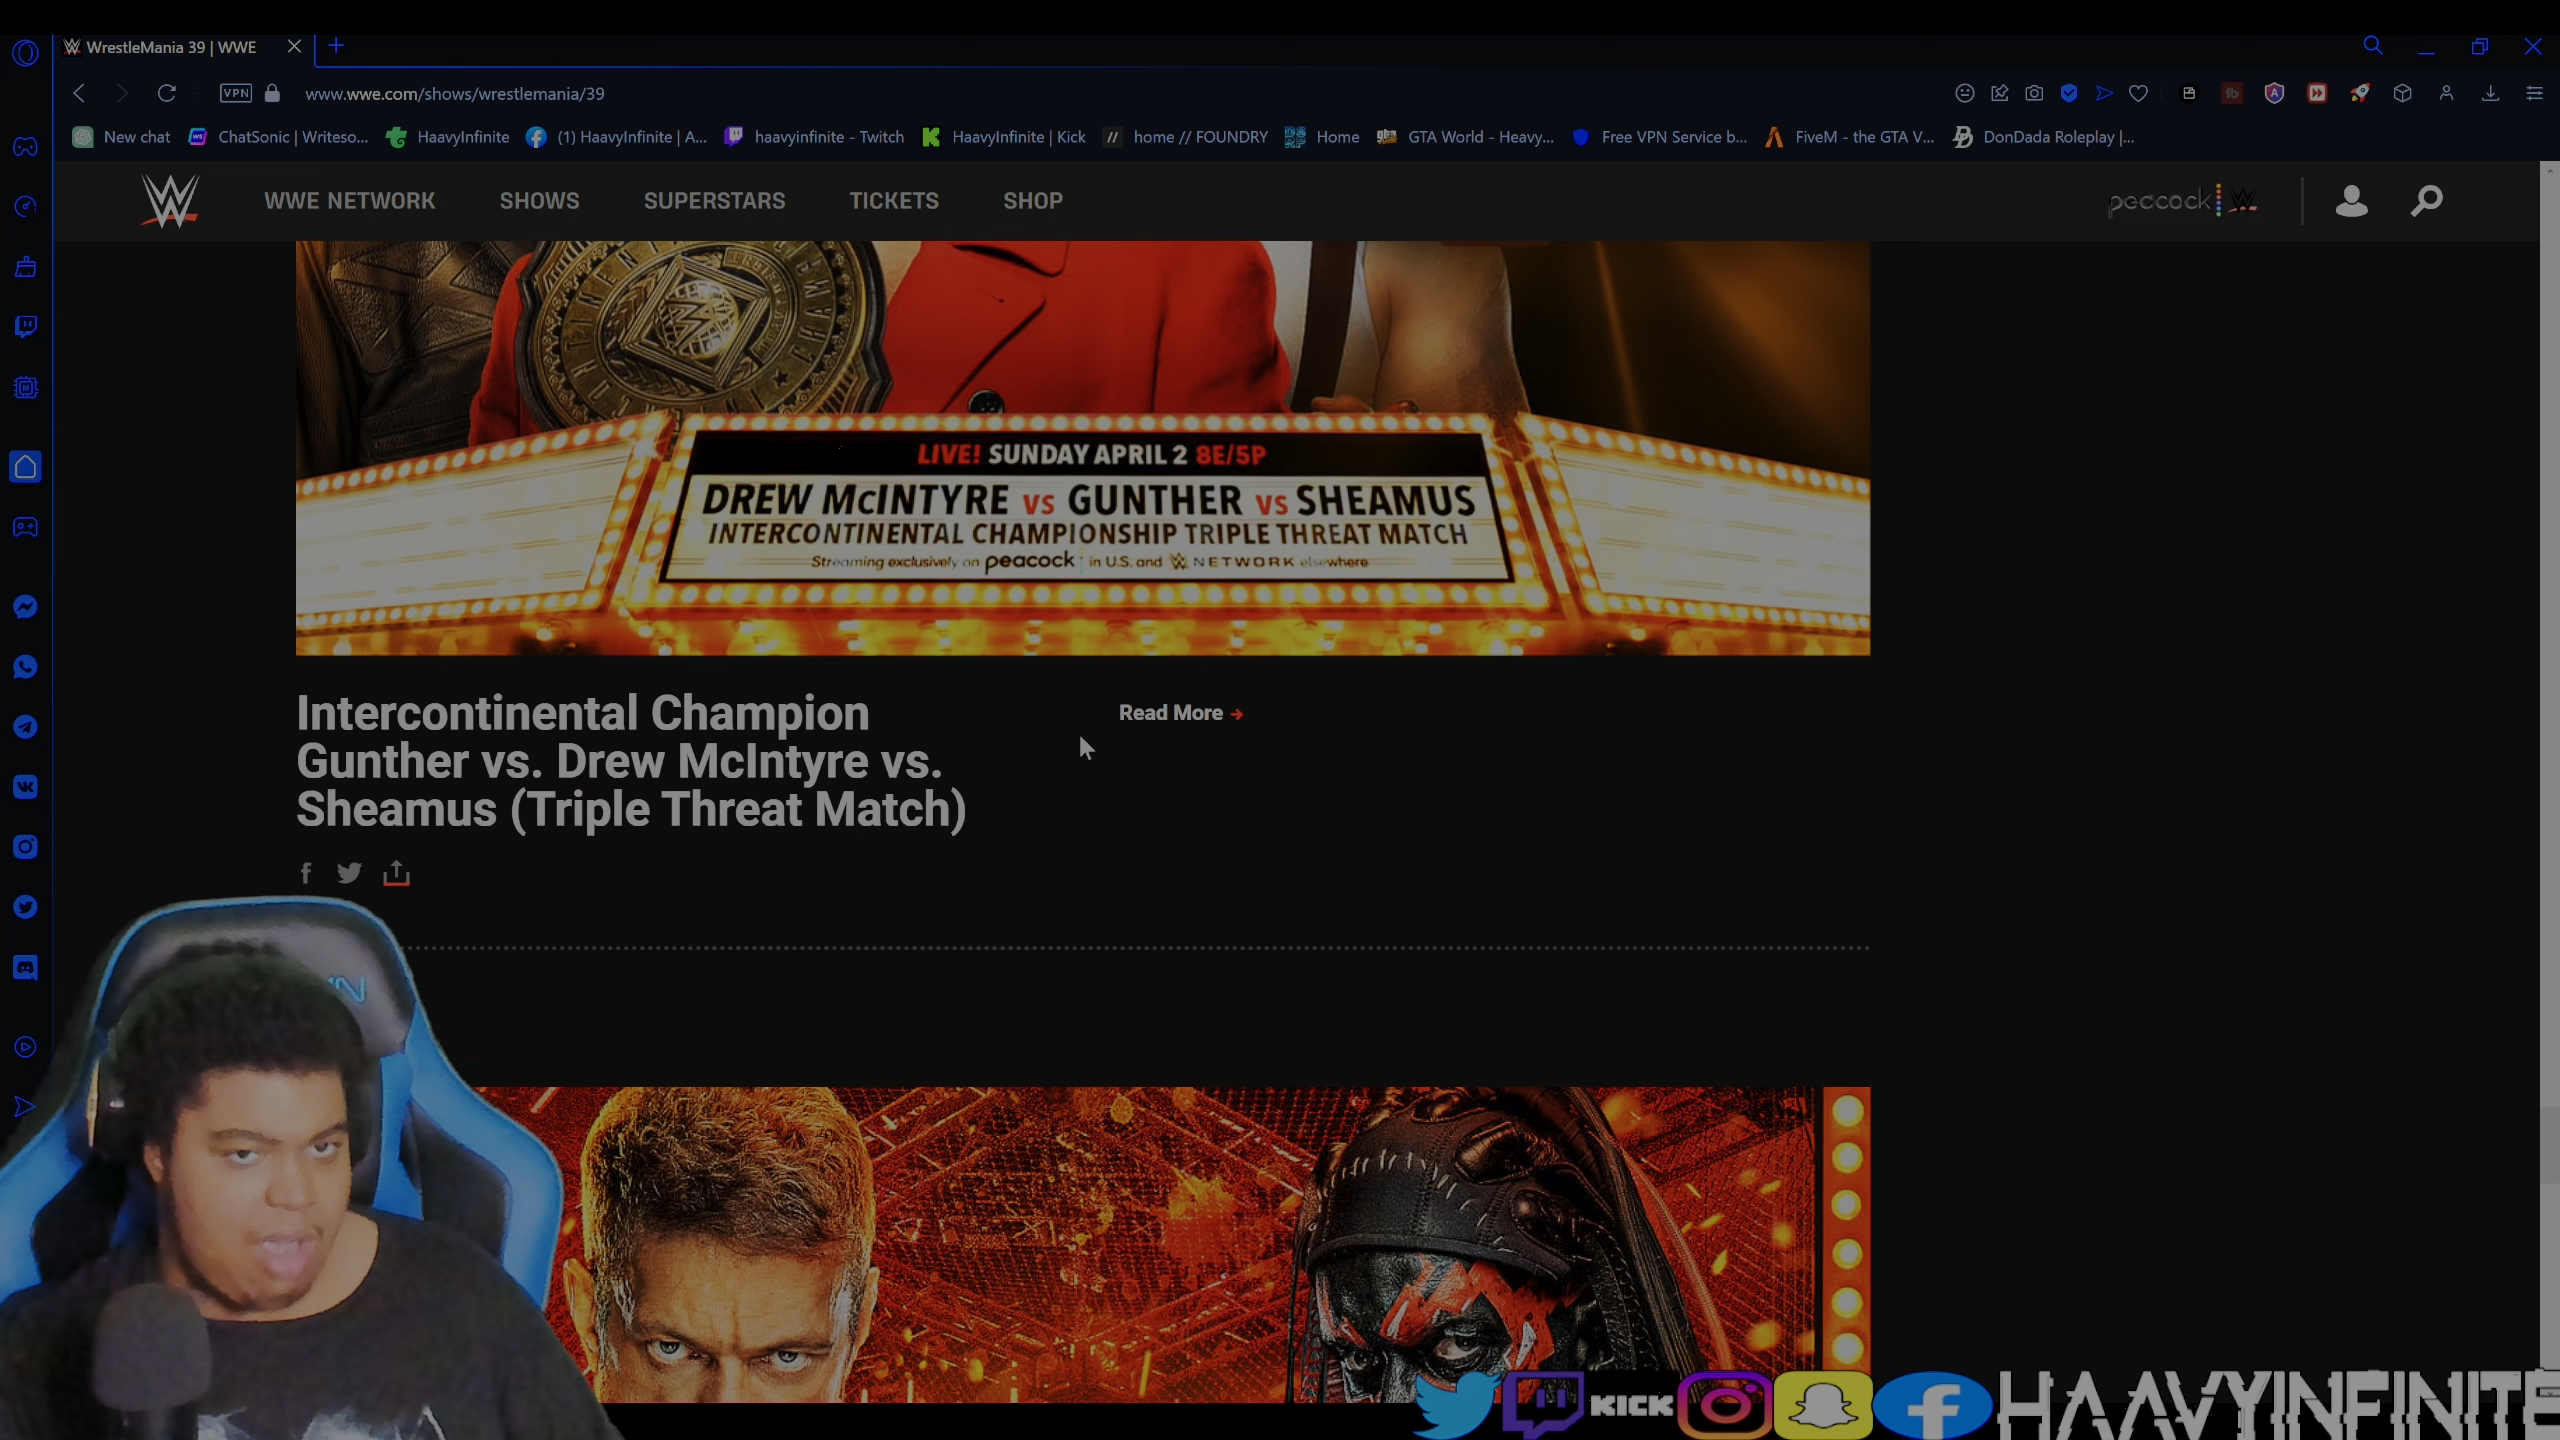 WrestleMania 39 | WWE
VPN
www.wwe.com/shows/wrestlemania/39
New chat
ChatSonic | Writeso...
HaavyInfinite
(1) HaavyInfinite | A...
haavyinfinite - Twitch
HaavyInfinite | Kick
home // FOUNDRY
Home
GTA World - Heavy...
Free VPN Service b...
FiveM - the GTA V...
DonDada Roleplay |...
WWE NETWORK
SHOWS
SUPERSTARS
TICKETS
SHOP
peacock
LIVE! SUNDAY APRIL 2 8E/5P
DREW McINTYRE vs GUNTHER vs SHEAMUS
INTERCONTINENTAL CHAMPIONSHIP TRIPLE THREAT MATCH
Streaming exclusively on peacock in U.S. and W NETWORK elsewhere
Intercontinental Champion
Gunther vs. Drew McIntyre vs.
Sheamus (Triple Threat Match)
Read More
KICK
HAAVYINFINITE